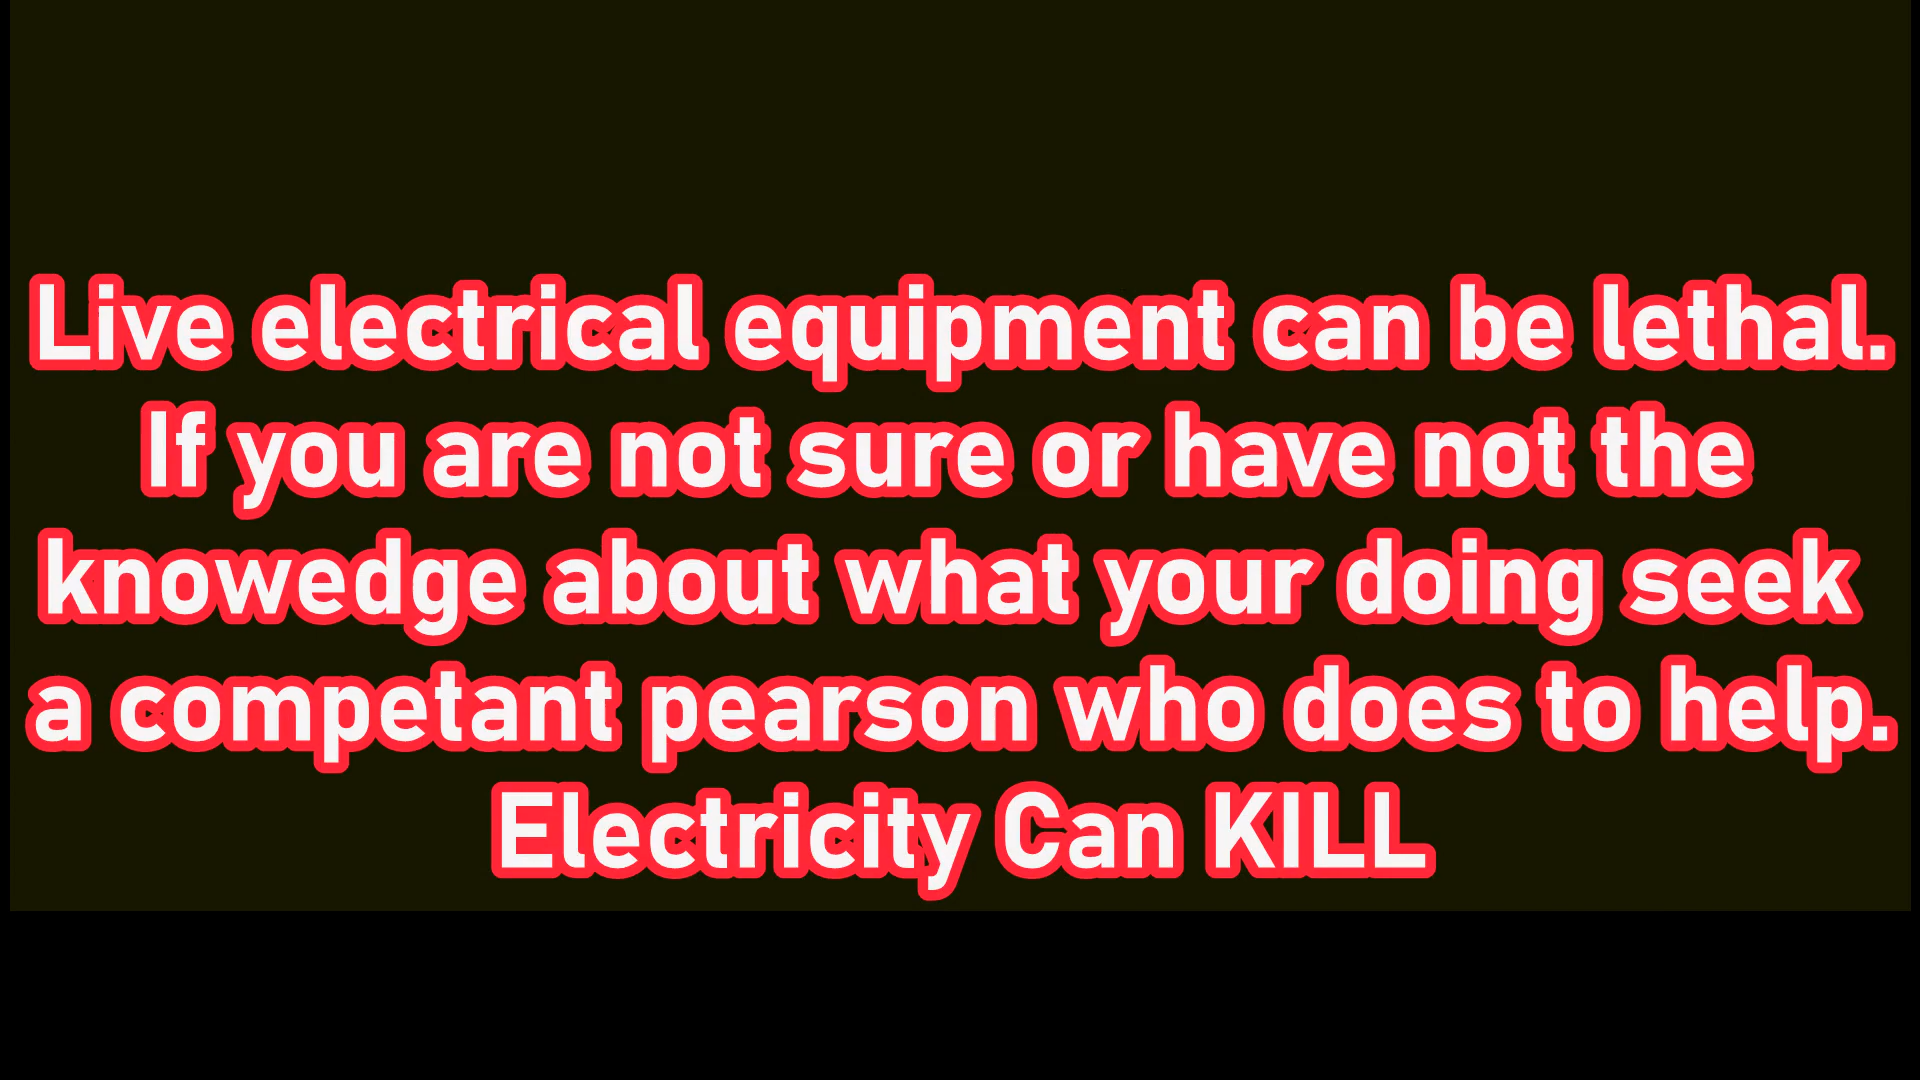 Live electrical equipment can be lethal.
If you are not sure or have not the
knowedge about what your doing seek
a competant pearson who does to help.
Electricity Can KILL